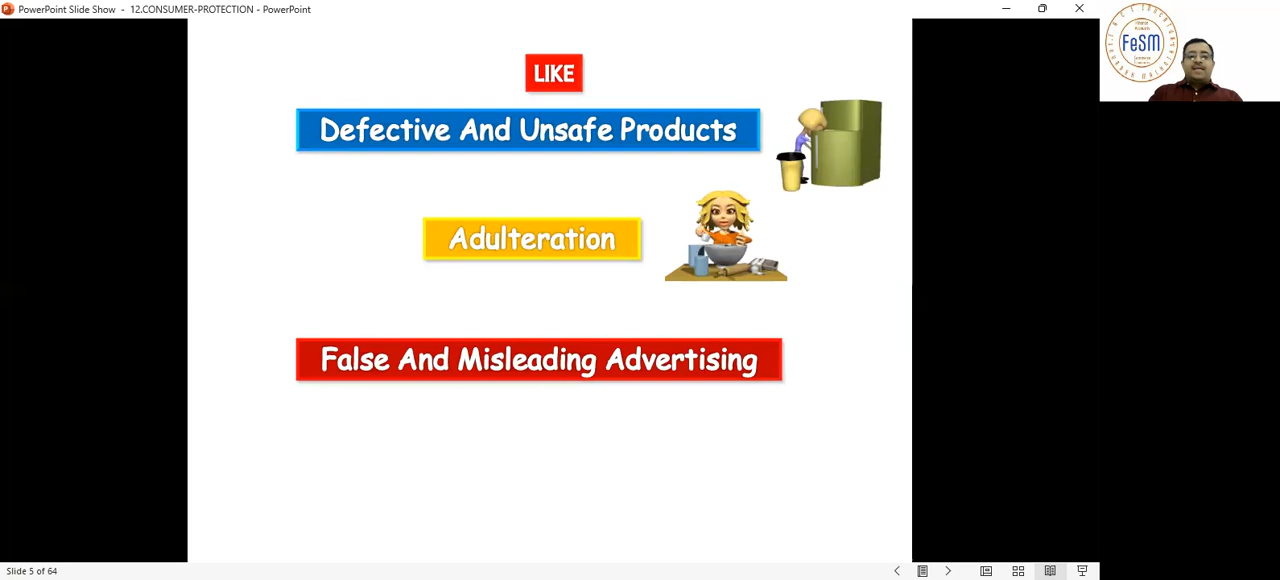 PowerPoint Slide Show - 12.CONSUMER-PROTECTION - PowerPoint
FeSM
LIKE
Defective And Unsafe Products
Adulteration
False And Misleading Advertising
Slide 5 of 64